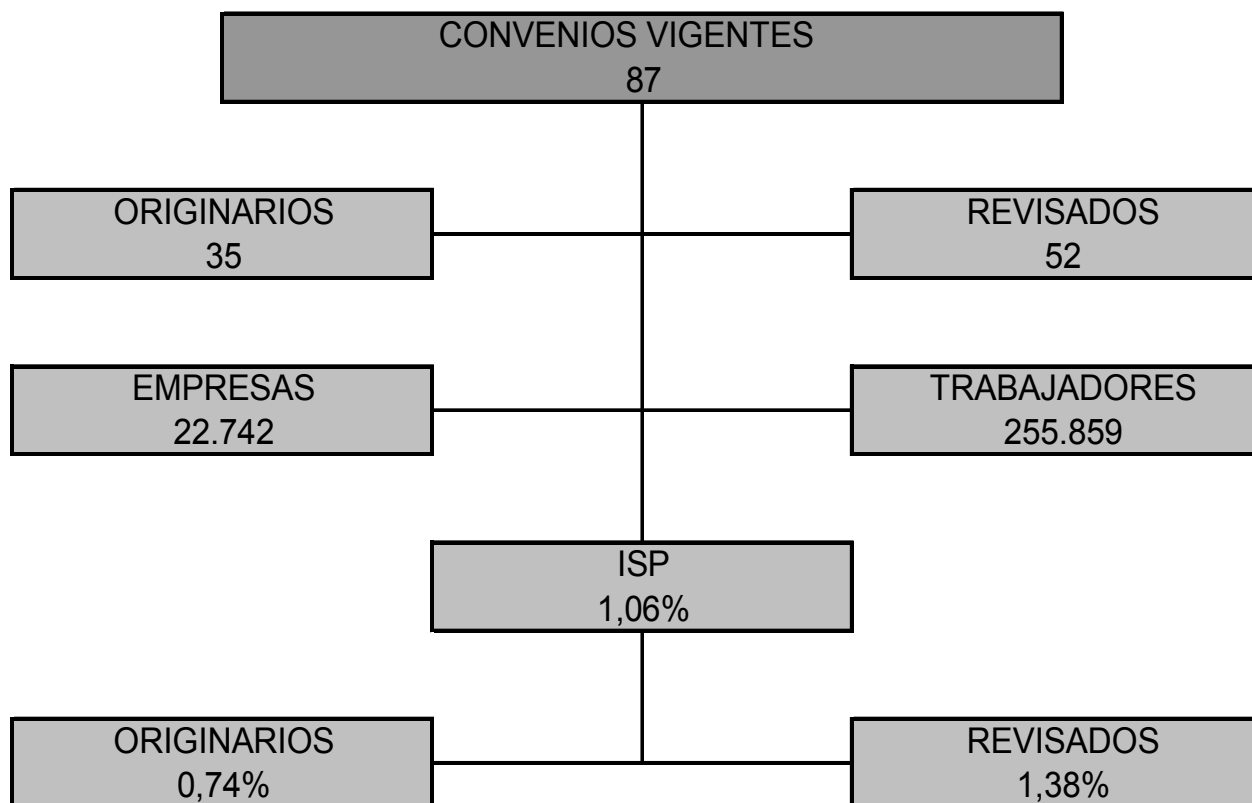 CONVENIOS VIGENTES
87
ORIGINARIOS
35
REVISADOS
52
EMPRESAS
22.742
TRABAJADORES
255.859
ISP
1,06%
ORIGINARIOS
0,74%
REVISADOS
1,38%